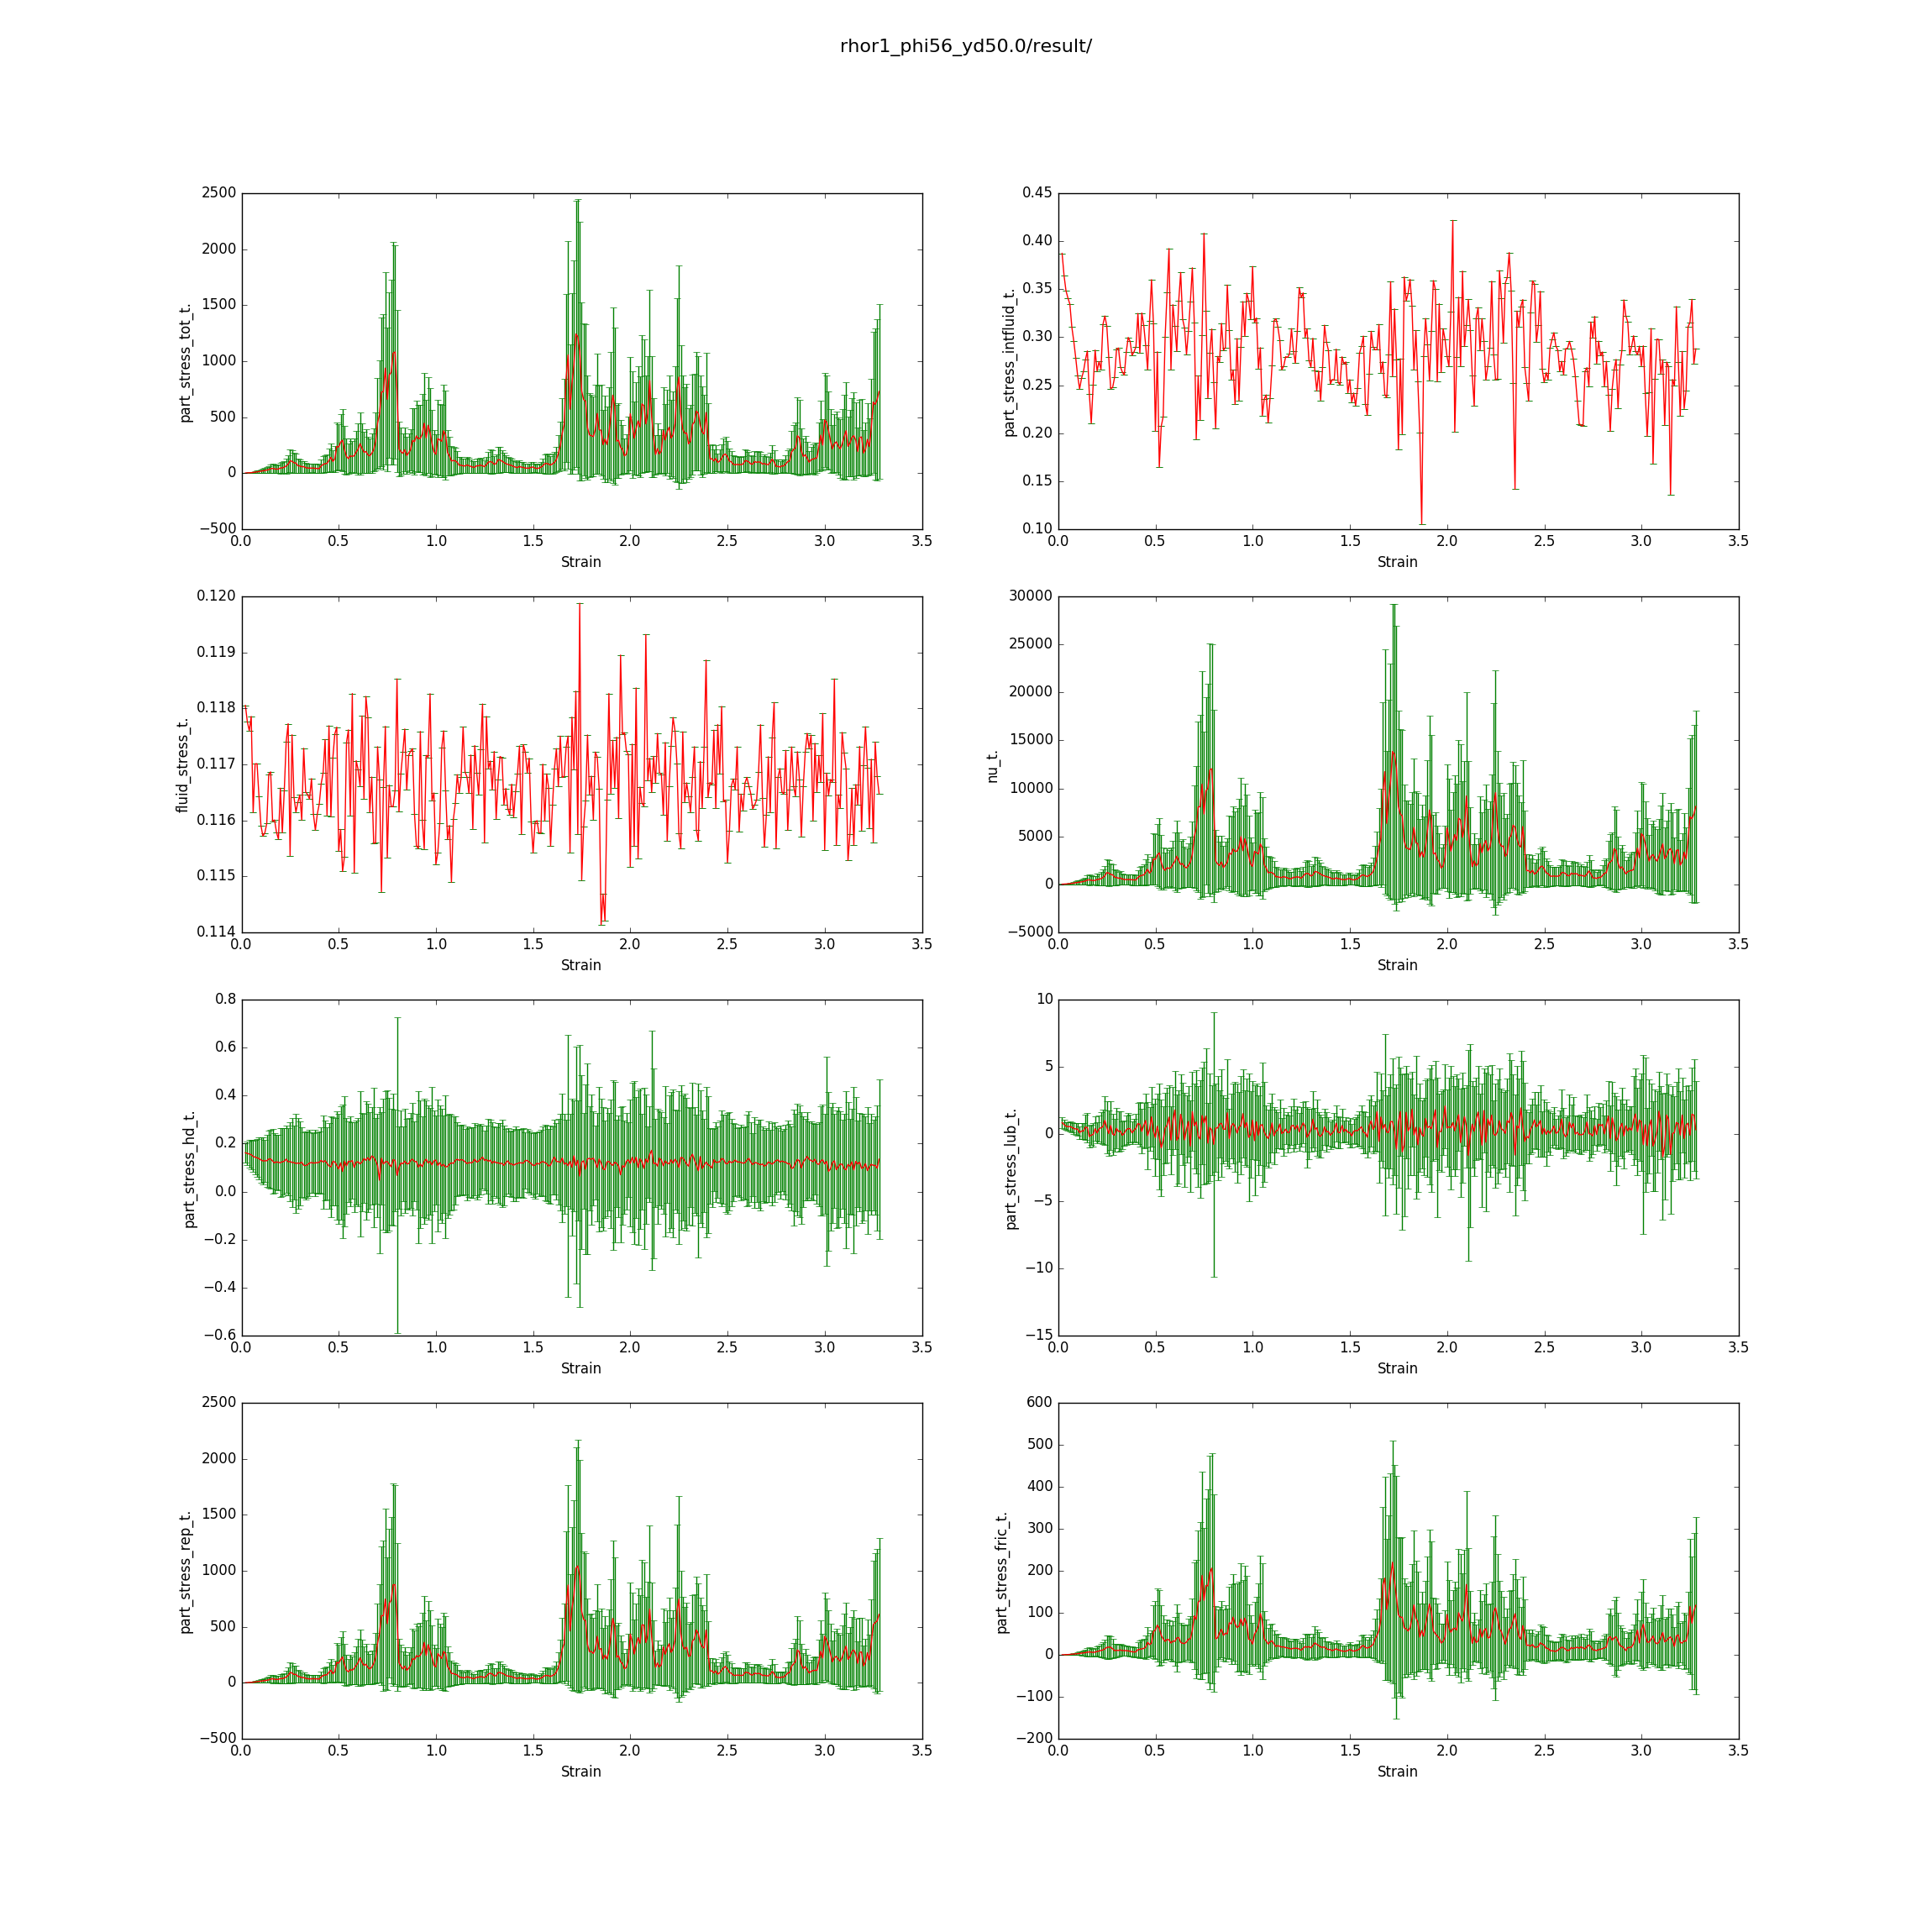 rhor1_phi56_yd50.0/result/
2500
2000
1500
1000
500
0
−500
part_stress_tot_t.
0.0 0.5 1.0 1.5 2.0 2.5 3.0 3.5
Strain
0.45
0.40
0.35
0.30
0.25
0.20
0.15
0.10
part_stress_intfluid_t.
0.0 0.5 1.0 1.5 2.0 2.5 3.0 3.5
Strain
0.120
0.119
0.118
0.117
0.116
0.115
0.114
fluid_stress_t.
0.0 0.5 1.0 1.5 2.0 2.5 3.0 3.5
Strain
30000
25000
20000
15000
10000
5000
0
−5000
nu_t.
0.0 0.5 1.0 1.5 2.0 2.5 3.0 3.5
Strain
0.8
0.6
0.4
0.2
0.0
−0.2
−0.4
−0.6
part_stress_hd_t.
0.0 0.5 1.0 1.5 2.0 2.5 3.0 3.5
Strain
10
5
0
−5
−10
−15
part_stress_lub_t.
0.0 0.5 1.0 1.5 2.0 2.5 3.0 3.5
Strain
2500
2000
1500
1000
500
0
−500
part_stress_rep_t.
0.0 0.5 1.0 1.5 2.0 2.5 3.0 3.5
Strain
600
500
400
300
200
100
0
−100
−200
part_stress_fric_t.
0.0 0.5 1.0 1.5 2.0 2.5 3.0 3.5
Strain